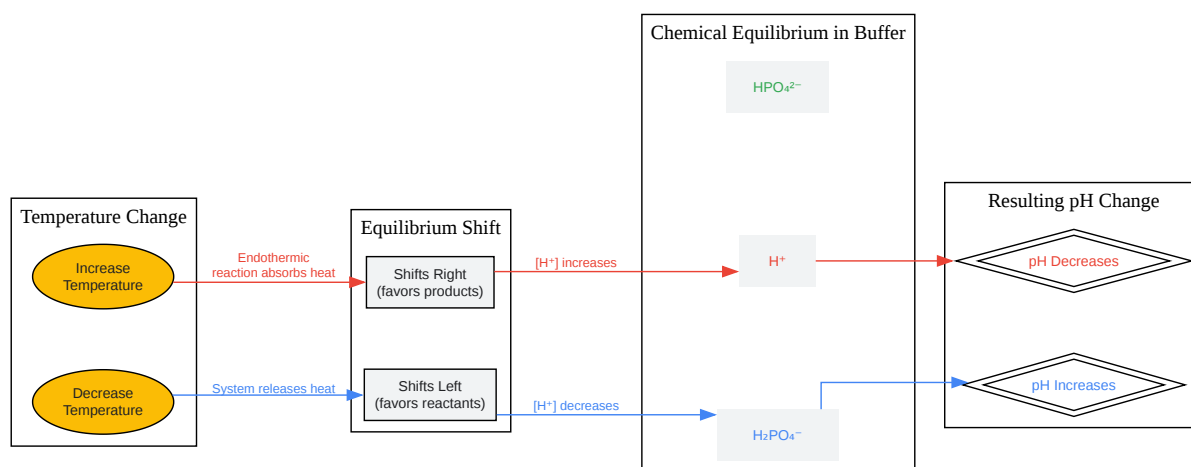 Temperature Change
Increase
Temperature
Decrease
Temperature
Endothermic
reaction absorbs heat
System releases heat
Equilibrium Shift
Shifts Right
(favors products)
Shifts Left
(favors reactants)
[H⁺] increases
[H⁺] decreases
Chemical Equilibrium in Buffer
HPO₄²⁻
H⁺
H₂PO₄⁻
Resulting pH Change
pH Decreases
pH Increases